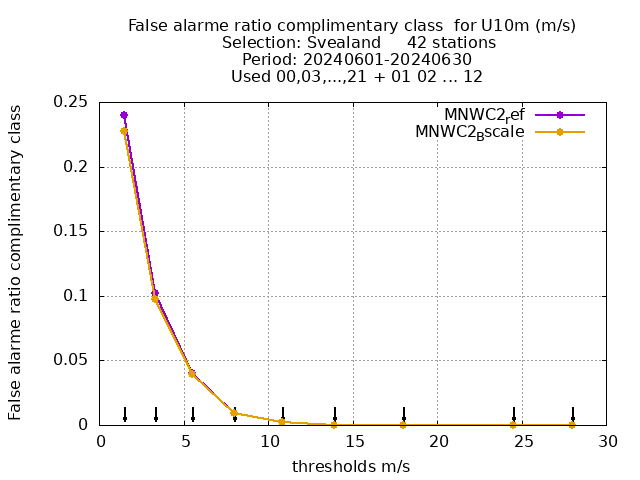 False alarme ratio complimentary class  for U10m (m/s)
Selection: Svealand     42 stations
Period: 20240601-20240630
Used 00,03,...,21 + 01 02 ... 12
MNWC2ref
MNWC2Bscale
False alarme ratio complimentary class
0.25
0.2
0.15
0.1
0.05
0
0 5 10 15 20 25 30
thresholds m/s